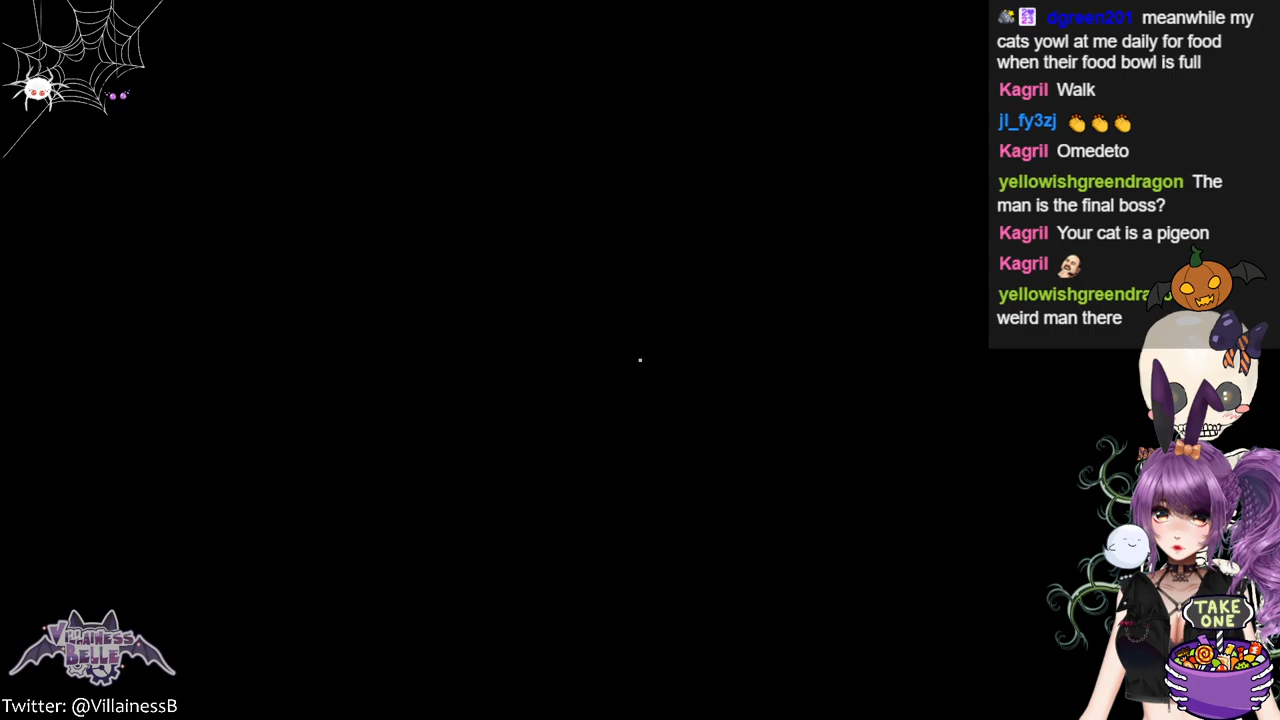 dgreen201 meanwhile my
cats yowl at me daily for food
when their food bowl is full
Kagril Walk
jl_fy3zj
Kagril Omedeto
yellowishgreendragon The
man is the final boss?
Kagril Your cat is a pigeon
Kagril
yellowishgreendra
weird man there
TAKE
ONE
VILLAINESS
BELLE
Twitter: @VillainessB